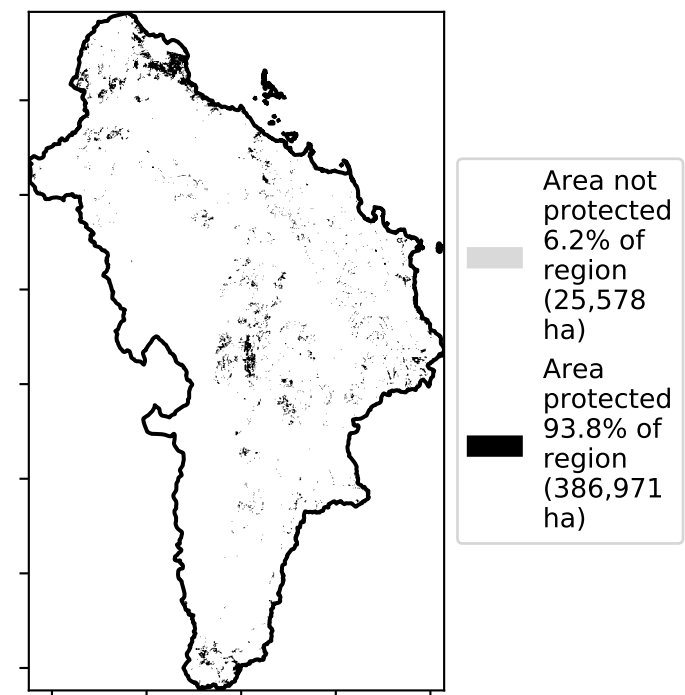 Area not
protected
6.2% of
region
(25,578
ha)
Area
protected
93.8% of
region
(386,971
ha)